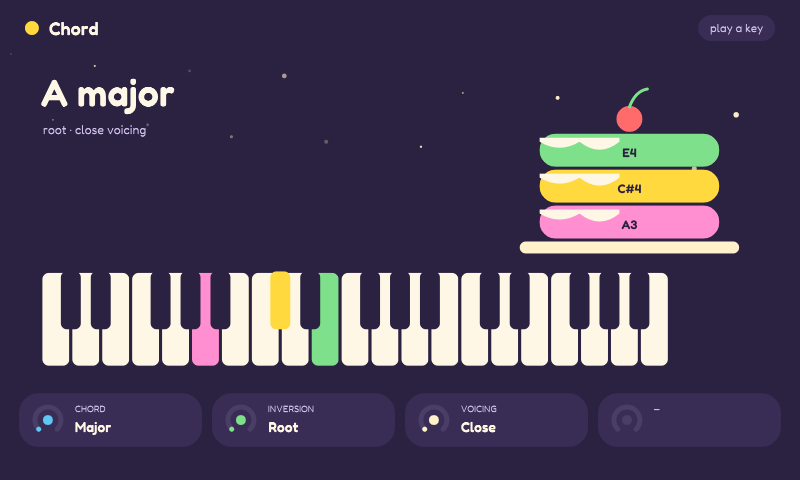 Chord
play a key
A major
root · close voicing
E4
C#4
A3
CHORD
Major
INVERSION
Root
VOICING
Close
–